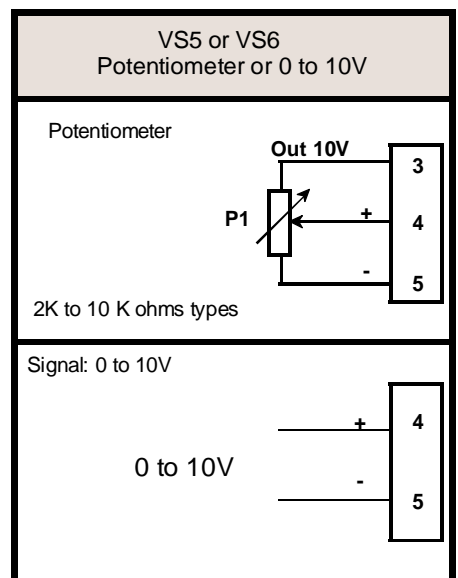 VS5 or VS6
Potentiometer or 0 to 10V
Potentiometer
Out 10V
3
P1
+
4
-
5
2K to 10 K ohms types
Signal: 0 to 10V
+
4
0 to 10V
-
5